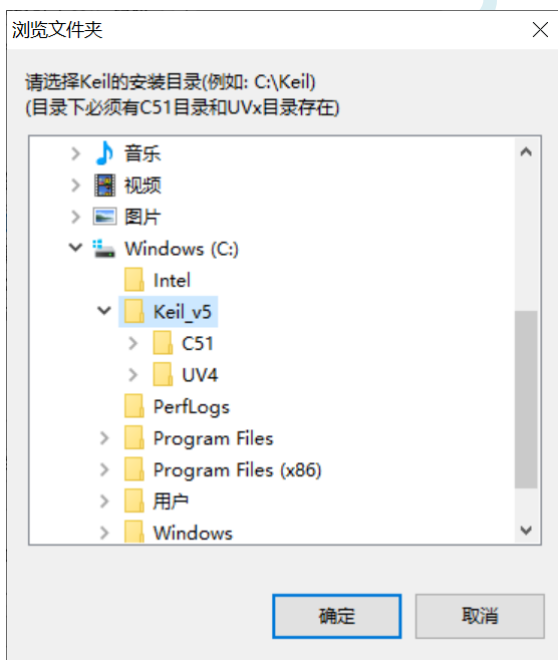 浏览文件夹
请选择Keil的安装目录(例如: C:\Keil)
(目录下必须有C51目录和UVx目录存在)
音乐
视频
图片
Windows (C:)
Intel
Keil_v5
C51
UV4
PerfLogs
Program Files
Program Files (x86)
用户
Windows
确定
取消